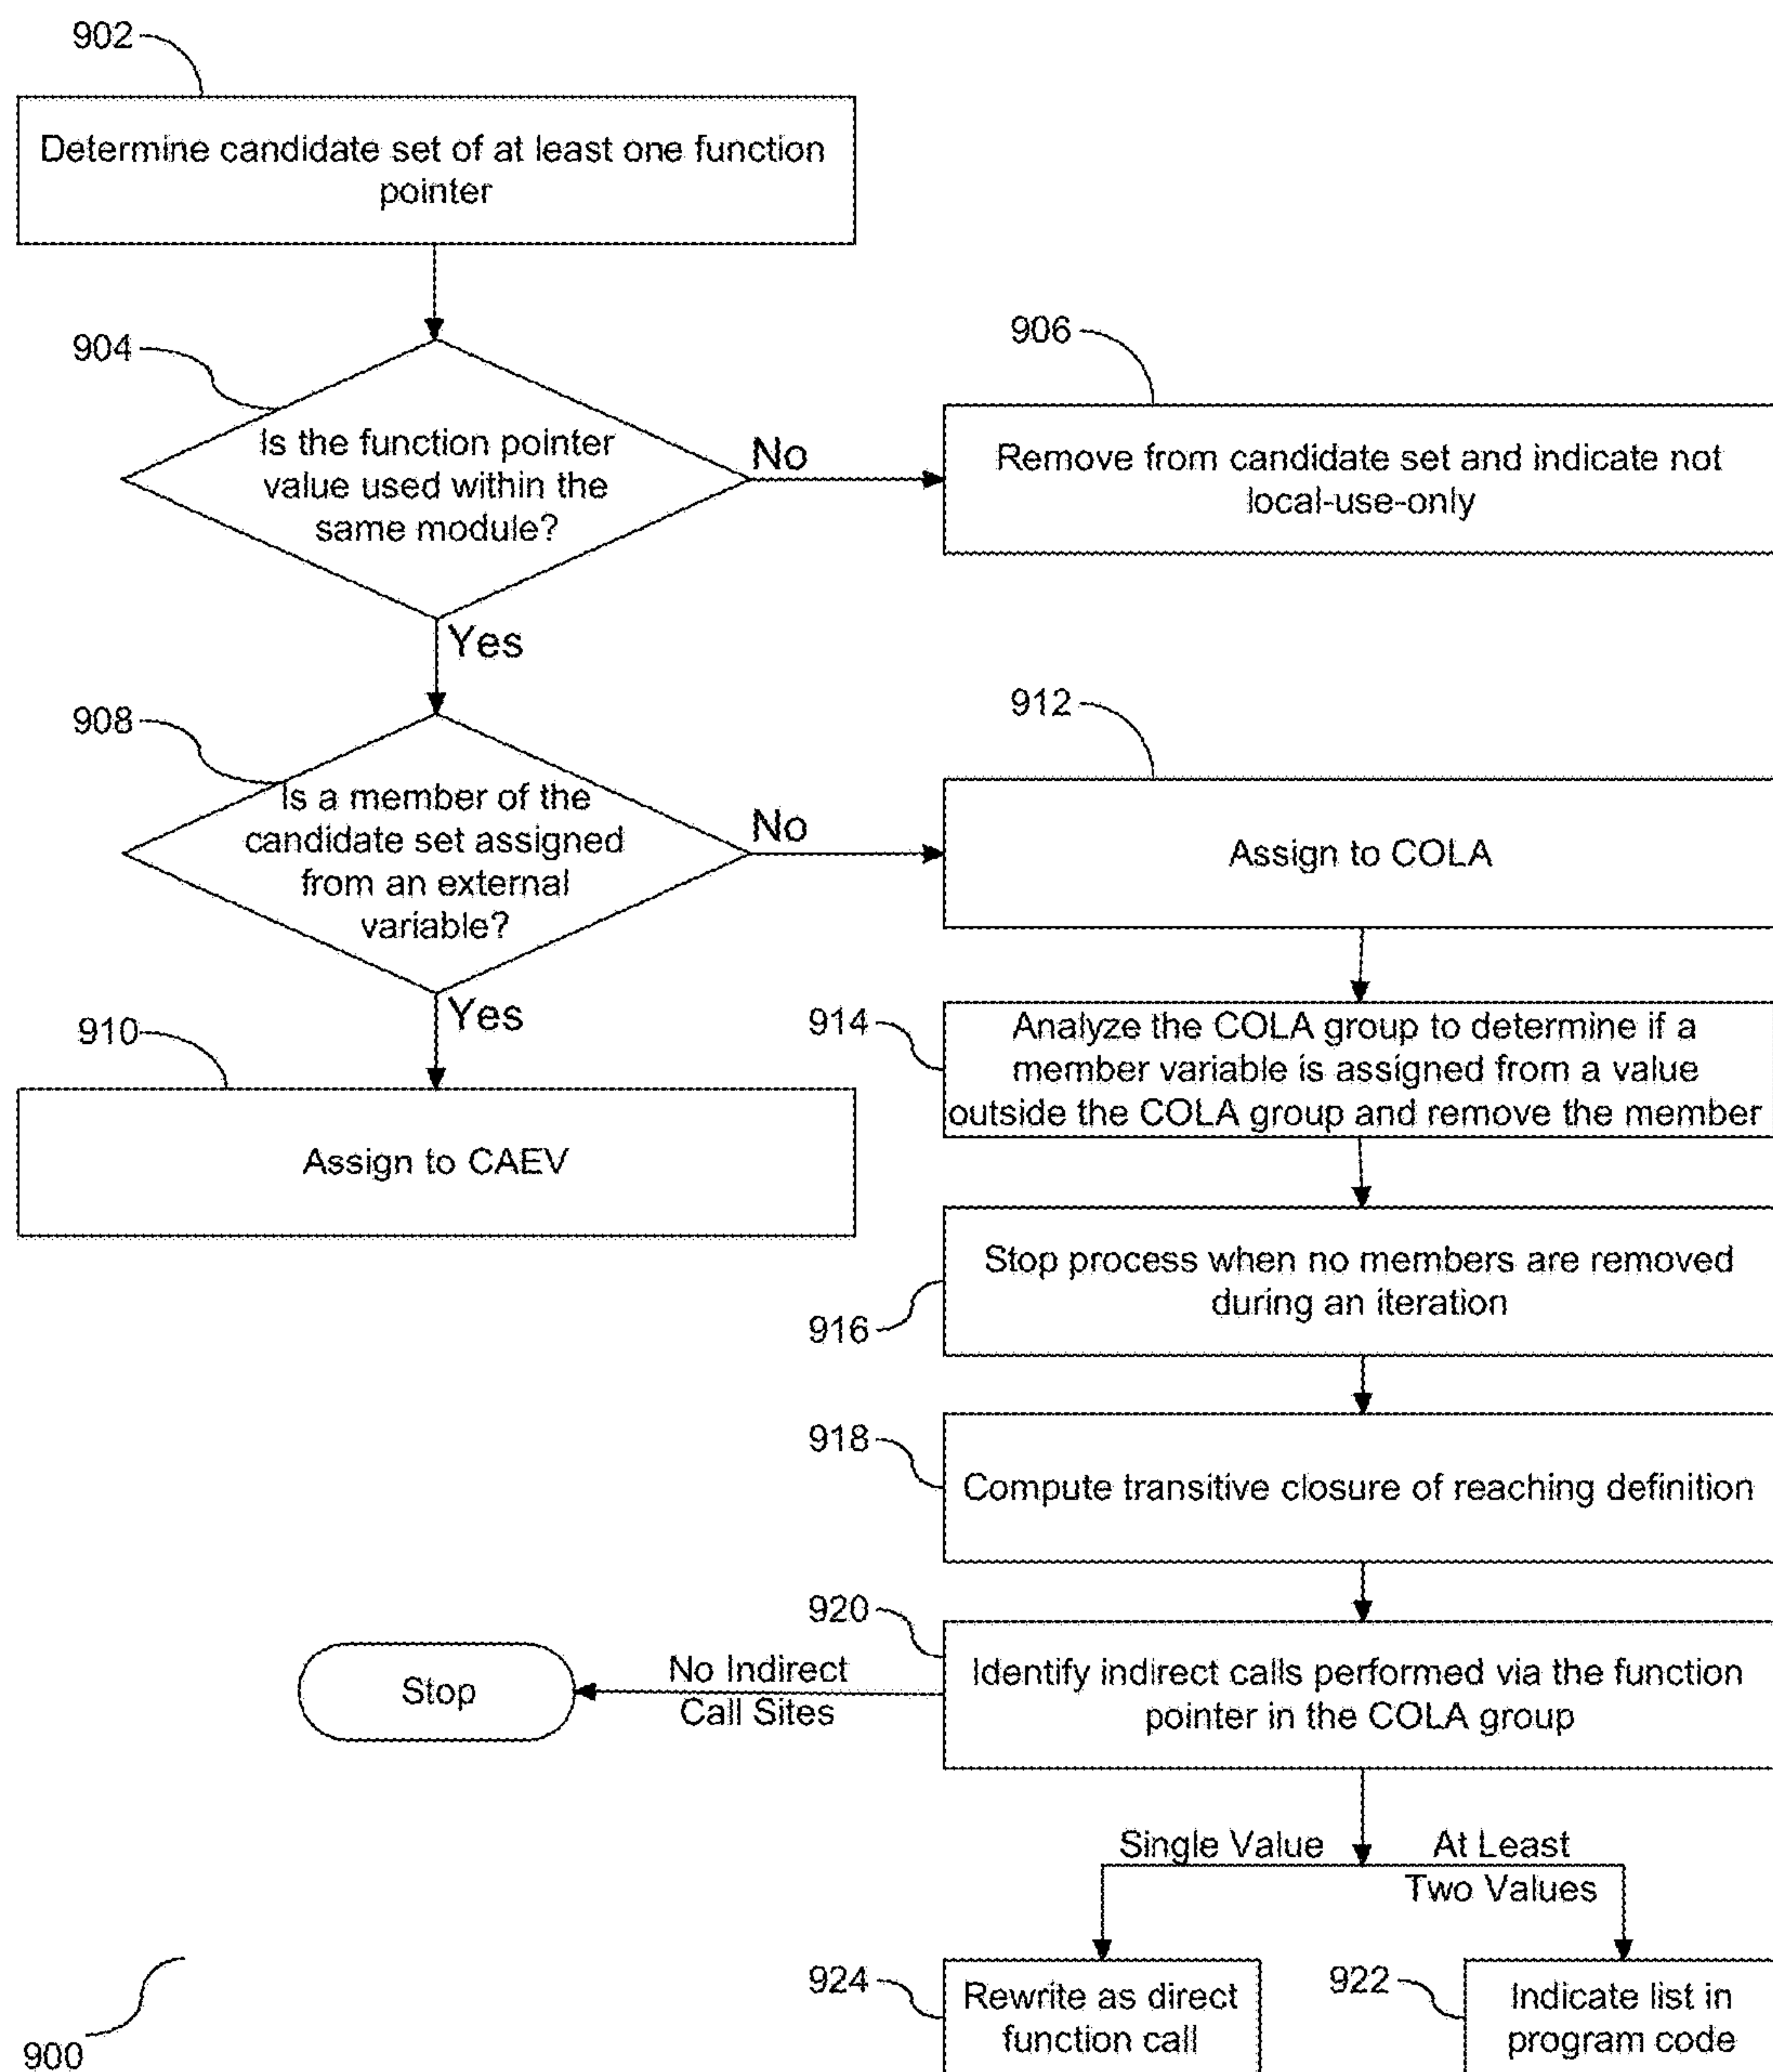 902
Determine candidate set of at least one function
pointer
904
Is the function pointer
value used within the
same module?
No
906
Remove from candidate set and indicate not
local-use-only
Yes
908
Is a member of the
candidate set assigned
from an external
variable?
No
912
Assign to COLA
Yes
910
Assign to CAEV
914
Analyze the COLA group to determine if a
member variable is assigned from a value
outside the COLA group and remove the member
916
Stop process when no members are removed
during an iteration
918
Compute transitive closure of reaching definition
920
Identify indirect calls performed via the function
pointer in the COLA group
No Indirect
Call Sites
Stop
Single Value
At Least
Two Values
924
Rewrite as direct
function call
922
Indicate list in
program code
900